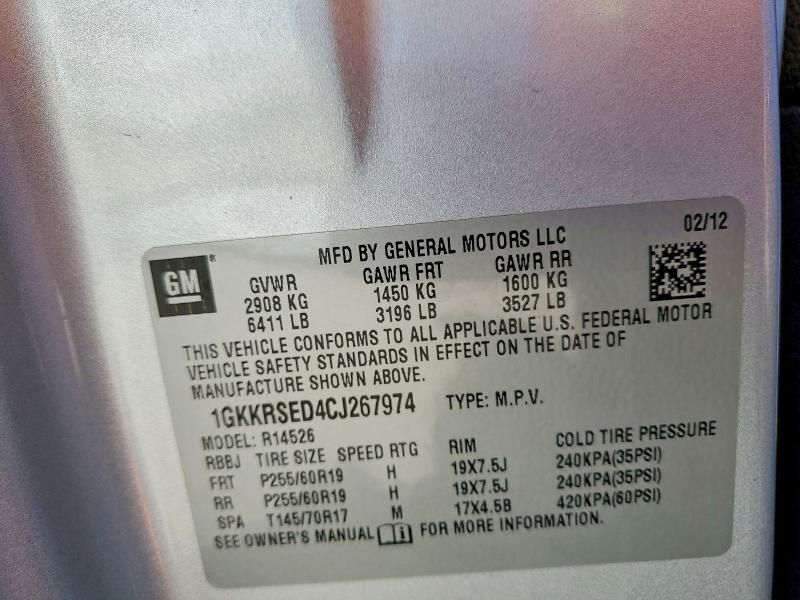 02/12
MFD BY GENERAL MOTORS LLC
GM®
GVWR GAWR FRT GAWR RR
2908 KG 1450 KG 1600 KG
6411 LB 3196 LB 3527 LB
THIS VEHICLE CONFORMS TO ALL APPLICABLE U.S. FEDERAL MOTOR
VEHICLE SAFETY STANDARDS IN EFFECT ON THE DATE OF
MANUFACTURE SHOWN ABOVE.
1GKKRSED4CJ267974 TYPE: M.P.V.
MODEL: R14526
RBBJ TIRE SIZE SPEED RTG RIM COLD TIRE PRESSURE
FRT P255/60R19 H 19X7.5J 240KPA(35PSI)
RR P255/60R19 H 19X7.5J 240KPA(35PSI)
SPA T145/70R17 M 17X4.5B 420KPA(60PSI)
SEE OWNER'S MANUAL FOR MORE INFORMATION.